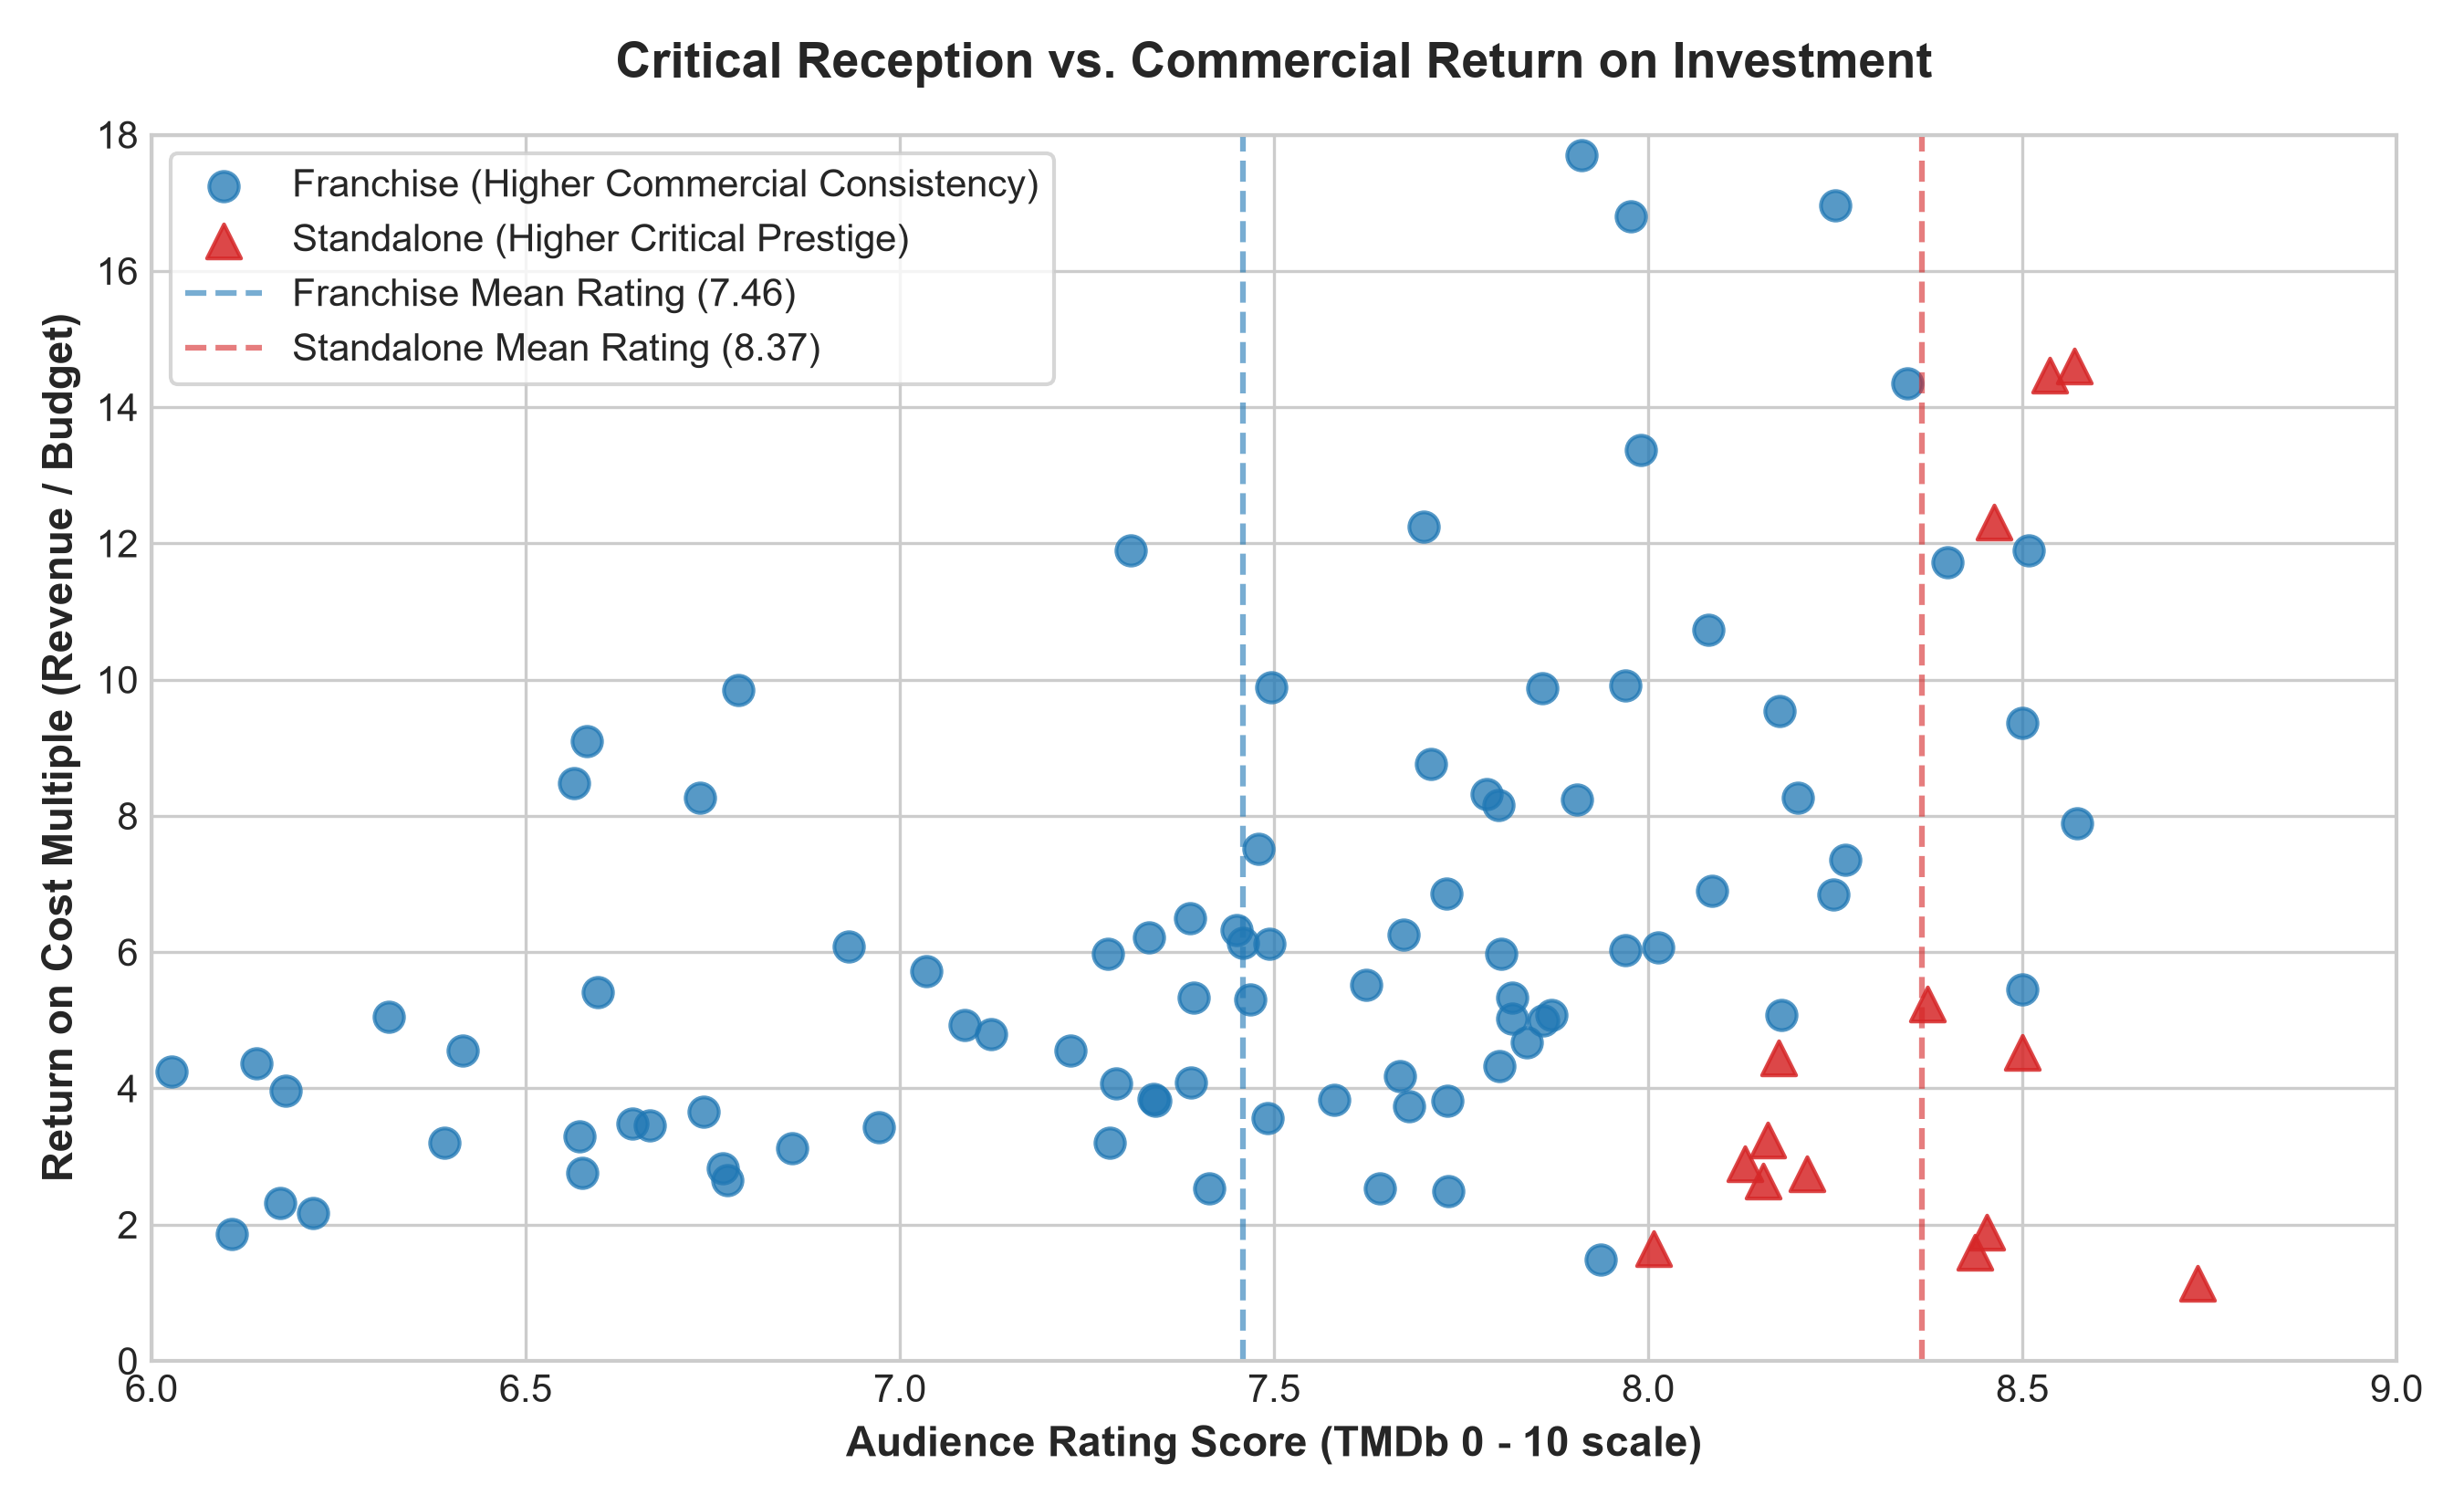 Critical Reception vs. Commercial Return on Investment
Return on Cost Multiple (Revenue / Budget)
18
16
14
12
10
8
6
4
2
0
Franchise (Higher Commercial Consistency)
Standalone (Higher Critical Prestige)
Franchise Mean Rating (7.46)
Standalone Mean Rating (8.37)
6.0 6.5 7.0 7.5 8.0 8.5 9.0
Audience Rating Score (TMDb 0 - 10 scale)